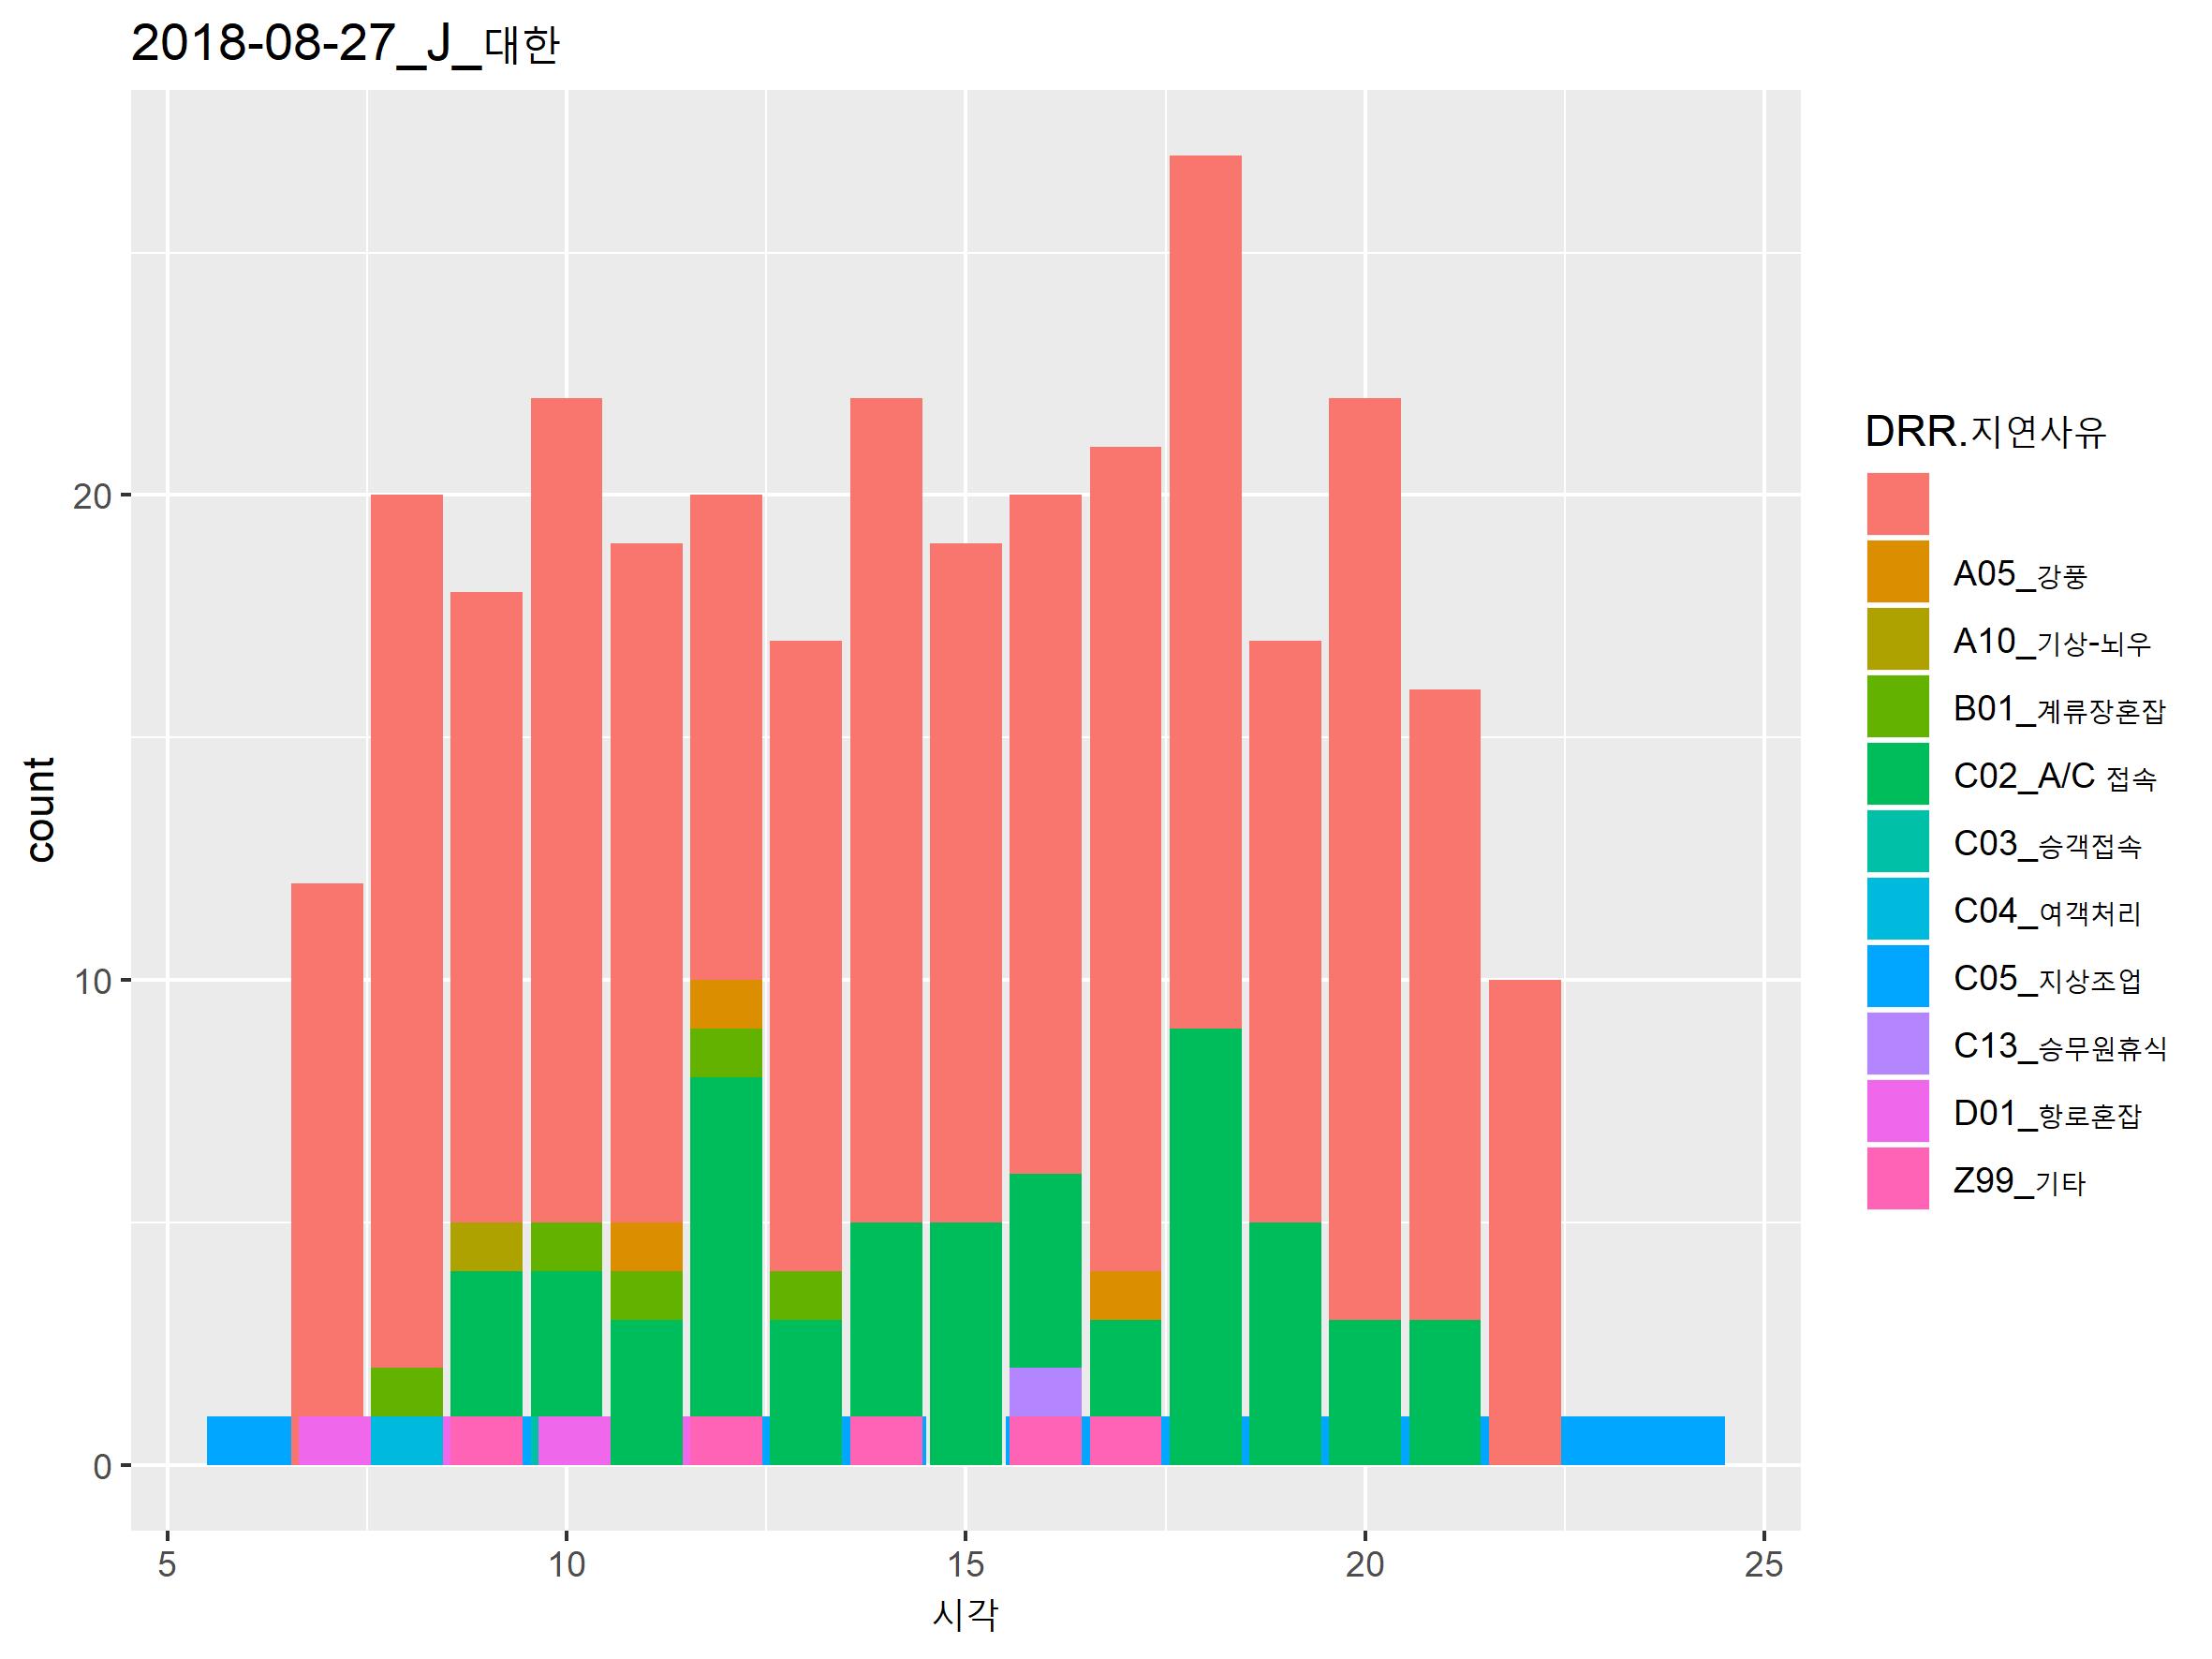 2018-08-27_J_대한
count
20
10
0
5 10 15 20 25
시각
DRR.지연사유
A05_강풍
A10_기상-뇌우
B01_계류장혼잡
C02_A/C 접속
C03_승객접속
C04_여객처리
C05_지상조업
C13_승무원휴식
D01_항로혼잡
Z99_기타